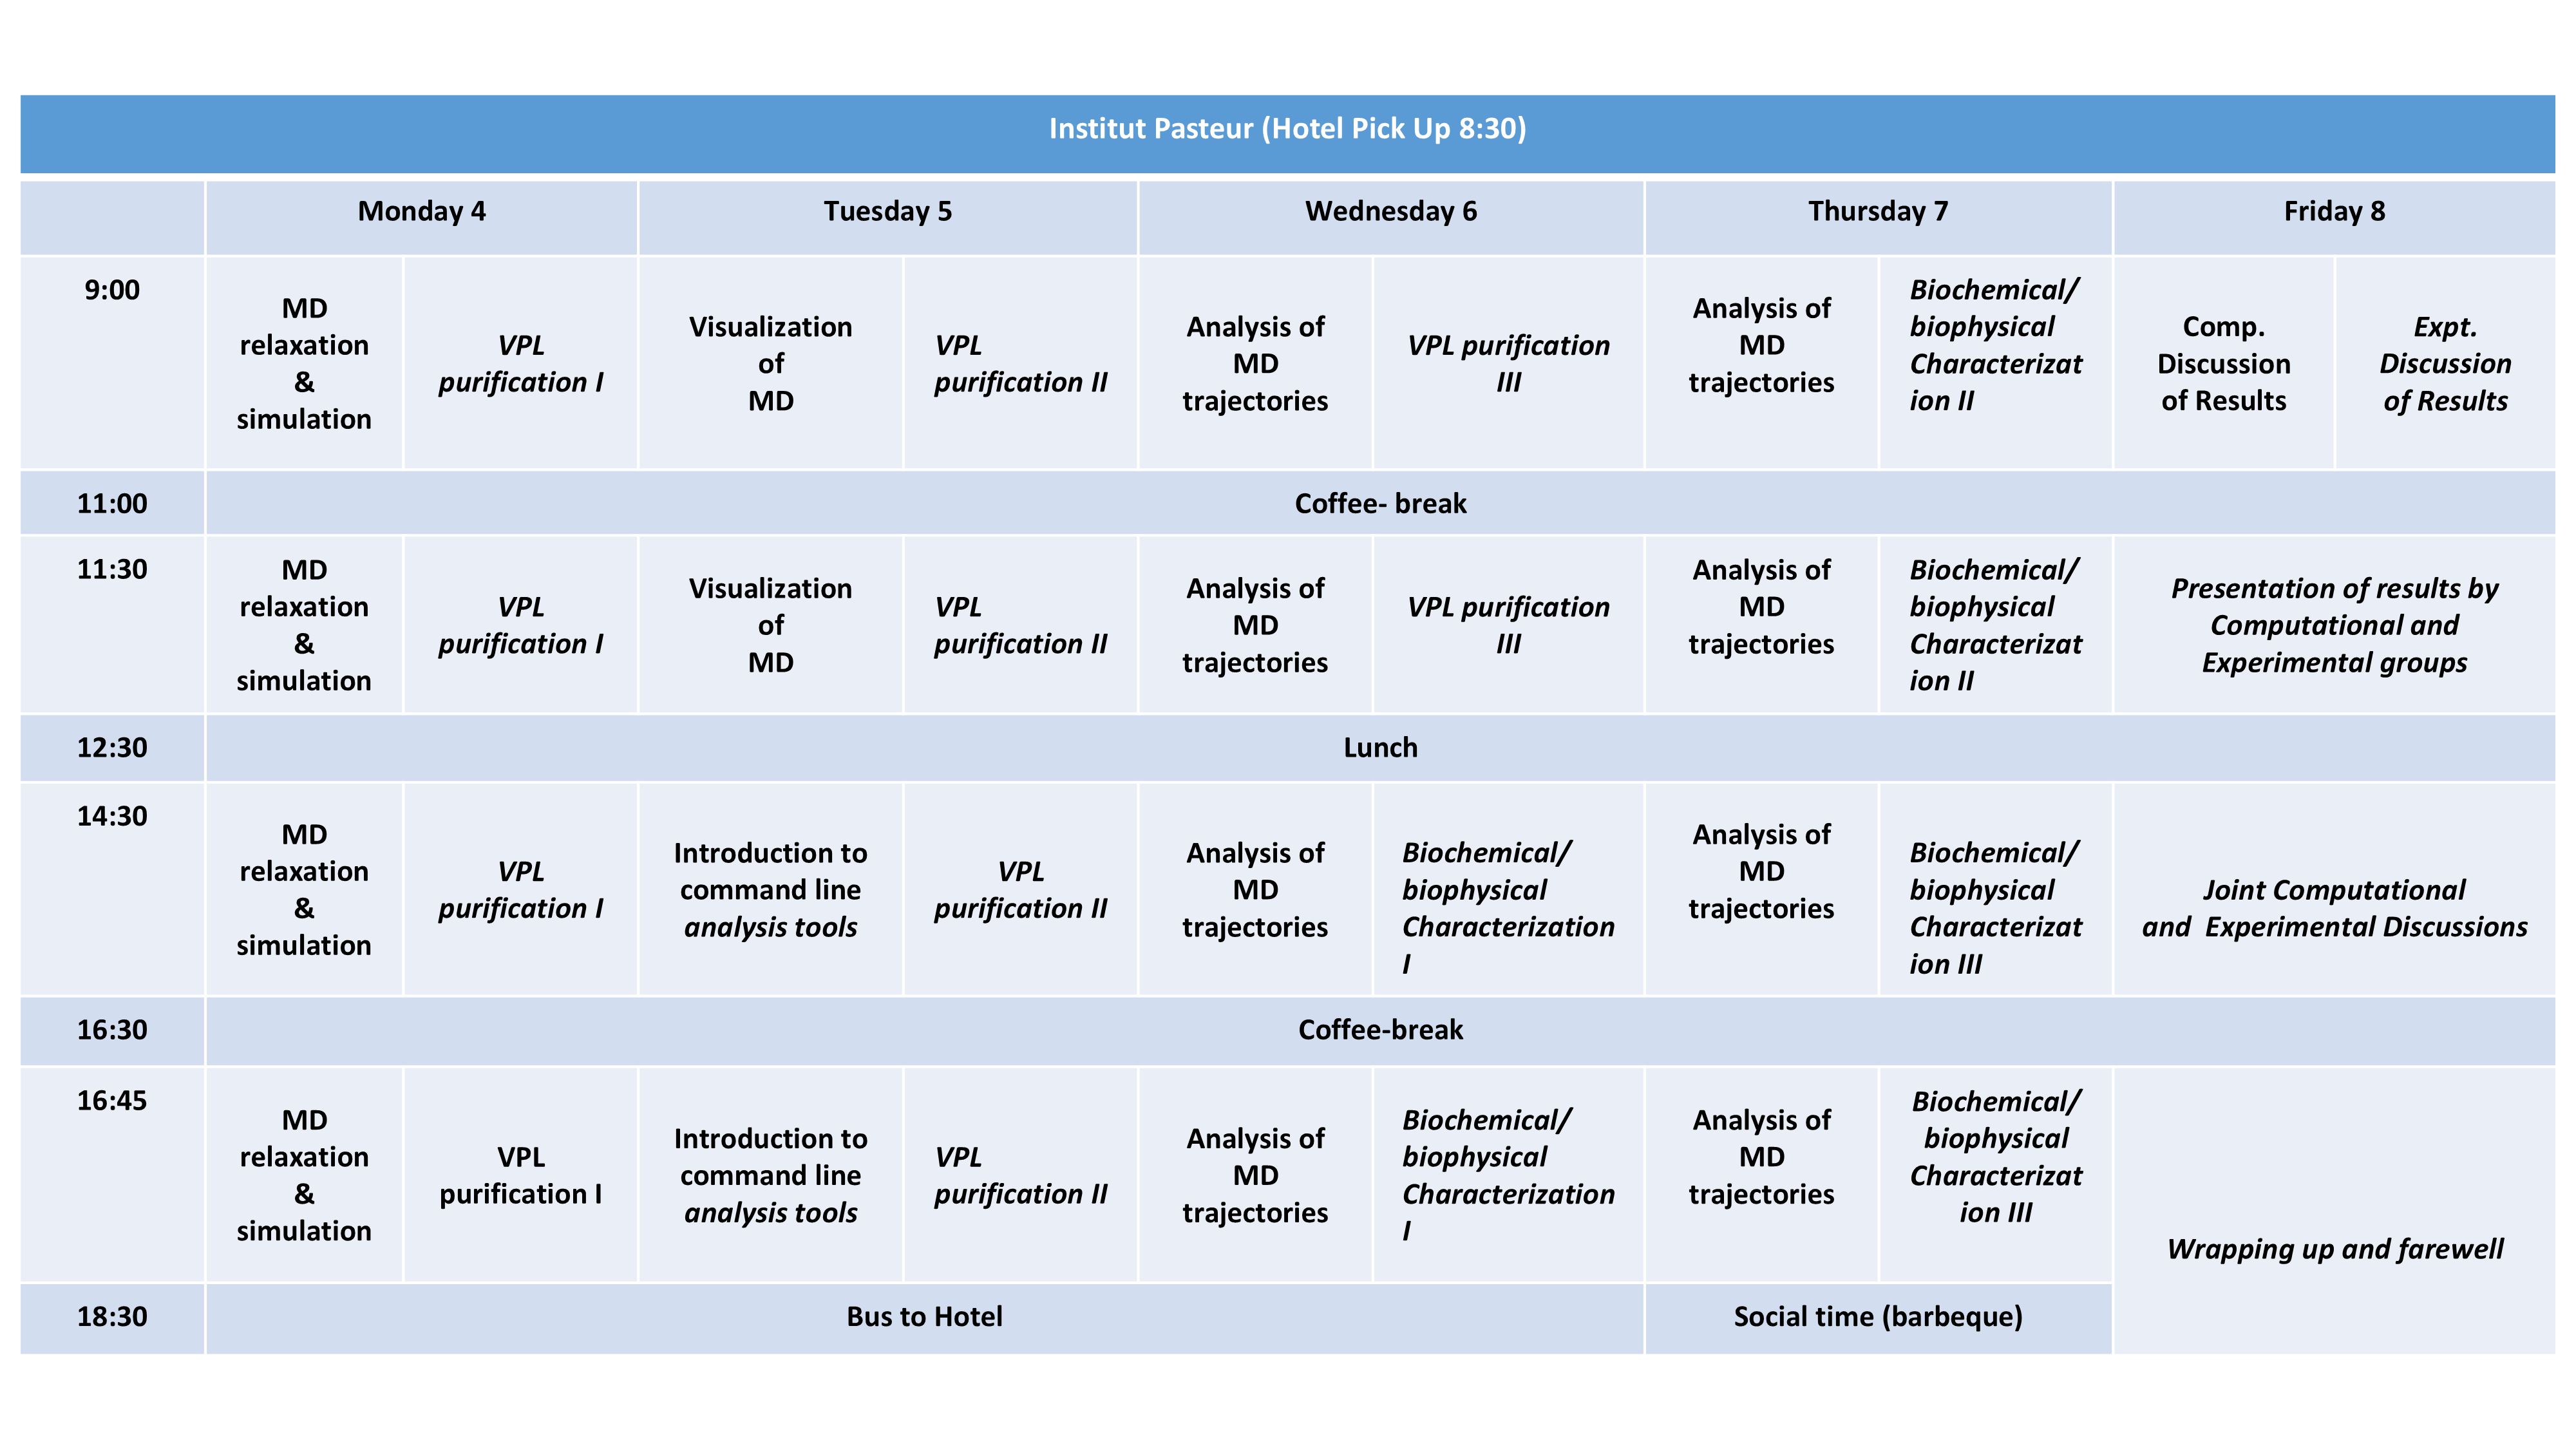 Institut Pasteur (Hotel Pick Up 8:30)
Monday 4
Tuesday 5
Wednesday 6
Thursday 7
Friday 8
9:00
MD
relaxation
&
simulation
VPL
purification I
Visualization
of
MD
VPL
purification II
Analysis of
MD
trajectories
VPL purification
III
Analysis of
MD
trajectories
Biochemical/
biophysical
Characterizat
ion II
Comp.
Discussion
of Results
Expt.
Discussion
of Results
11:00
Coffee- break
11:30
MD
relaxation
&
simulation
VPL
purification I
Visualization
of
MD
VPL
purification II
Analysis of
MD
trajectories
VPL purification
III
Analysis of
MD
trajectories
Biochemical/
biophysical
Characterizat
ion II
Presentation of results by
Computational and
Experimental groups
12:30
Lunch
14:30
MD
relaxation
&
simulation
VPL
purification I
Introduction to
command line
analysis tools
VPL
purification II
Analysis of
MD
trajectories
Biochemical/
biophysical
Characterization
I
Analysis of
MD
trajectories
Biochemical/
biophysical
Characterizat
ion III
Joint Computational
and  Experimental Discussions
16:30
Coffee-break
16:45
MD
relaxation
&
simulation
VPL
purification I
Introduction to
command line
analysis tools
VPL
purification II
Analysis of
MD
trajectories
Biochemical/
biophysical
Characterization
I
Analysis of
MD
trajectories
Biochemical/
biophysical
Characterizat
ion III
Wrapping up and farewell
18:30
Bus to Hotel
Social time (barbeque)